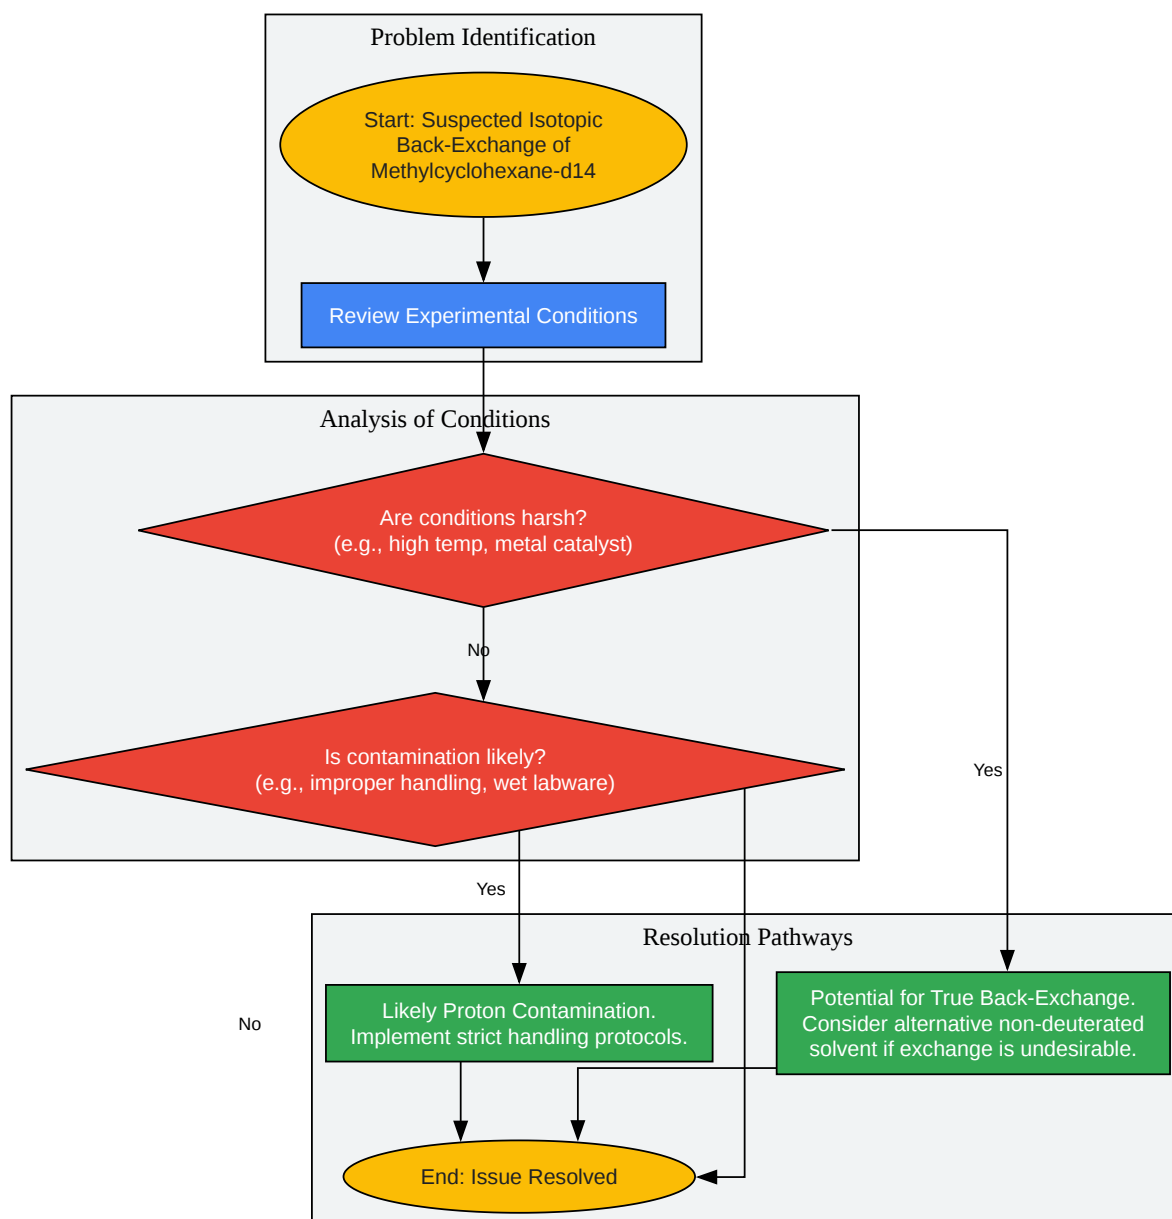 Problem Identification
Start: Suspected Isotopic
Back-Exchange of
Methylcyclohexane-d14
Review Experimental Conditions
Analysis of Conditions
Are conditions harsh?
(e.g., high temp, metal catalyst)
No
Is contamination likely?
(e.g., improper handling, wet labware)
Yes
Yes
Resolution Pathways
Likely Proton Contamination.
Implement strict handling protocols.
Potential for True Back-Exchange.
Consider alternative non-deuterated
solvent if exchange is undesirable.
No
End: Issue Resolved